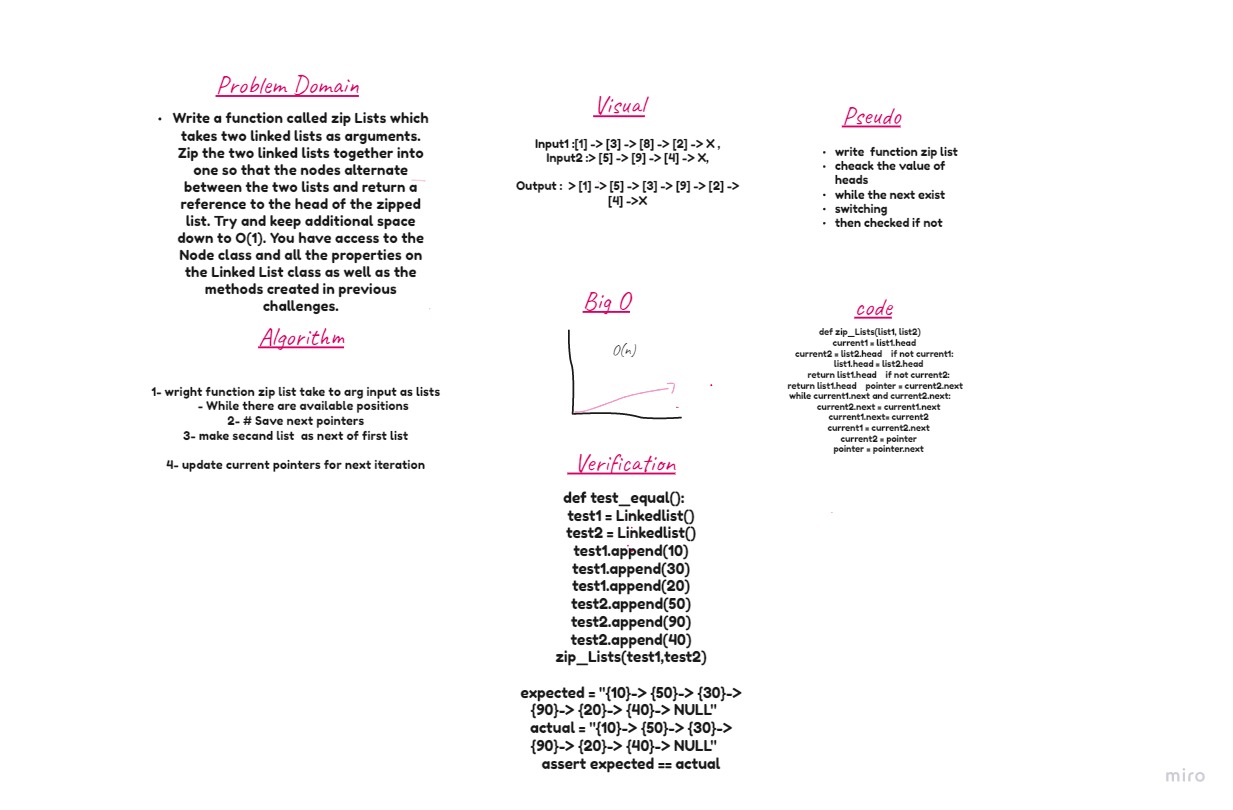 Problem Domain
• Write a function called zip Lists which
takes two linked lists as arguments.
Zip the two linked lists together into
one so that the nodes alternate
between the two lists and return a
reference to the head of the zipped
list. Try and keep additional space
down to O(1). You have access to the
Node class and all the properties on
the Linked List class as well as the
methods created in previous
challenges.
Algorithm
1- wright function zip list take to arg input as lists
- While there are available positions
2- # Save next pointers
3- make secand list as next of first list
4- update current pointers for next iteration
Visual
Input1 :[1] -> [3] -> [8] -> [2] -> X ,
Input2 :> [5] -> [9] -> [4] -> X,
Output : > [1] -> [5] -> [3] -> [9] -> [2] ->
[4] ->X
Big O
O(n)
Verification
def test_equal():
test1 = Linkedlist()
test2 = Linkedlist()
test1.append(10)
test1.append(30)
test1.append(20)
test2.append(50)
test2.append(90)
test2.append(40)
zip_Lists(test1,test2)
expected = "{10}-> {50}-> {30}->
{90}-> {20}-> {40}-> NULL"
actual = "{10}-> {50}-> {30}->
{90}-> {20}-> {40}-> NULL"
assert expected == actual
Pseudo
• write function zip list
• cheack the value of
heads
• while the next exist
• switching
• then checked if not
code
def zip_Lists(list1, list2)
current1 = list1.head
current2 = list2.head if not current1:
list1.head = list2.head
return list1.head if not current2:
return list1.head pointer = current2.next
while current1.next and current2.next:
current2.next = current1.next
current1.next= current2
current1 = current2.next
current2 = pointer
pointer = pointer.next
miro